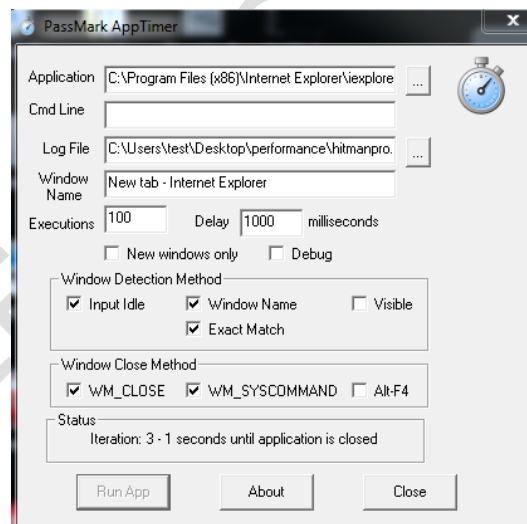 PassMark AppTimer
x
Application C:\Program Files (x86)\Internet Explorer\iexplore ...
Cmd Line
Log File C:\Users\test\Desktop\performance\hitmanpro. ...
Window Name New tab - Internet Explorer
Executions 100 Delay 1000 milliseconds
New windows only Debug
Window Detection Method
Input Idle Window Name Visible
Exact Match
Window Close Method
WM_CLOSE WM_SYSCOMMAND Alt-F4
Status
Iteration: 3 - 1 seconds until application is closed
Run App About Close